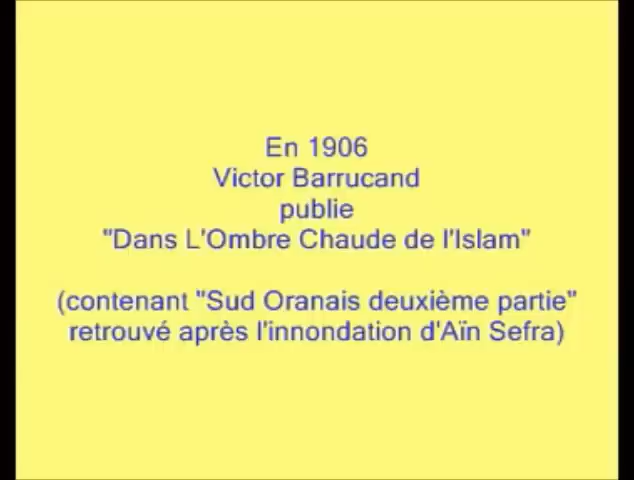 En 1906
Victor Barrucand
publie
"Dans L'Ombre Chaude de l'Islam"
(contenant "Sud Oranais deuxième partie"
retrouvé après l'innondation d'Aïn Sefra)